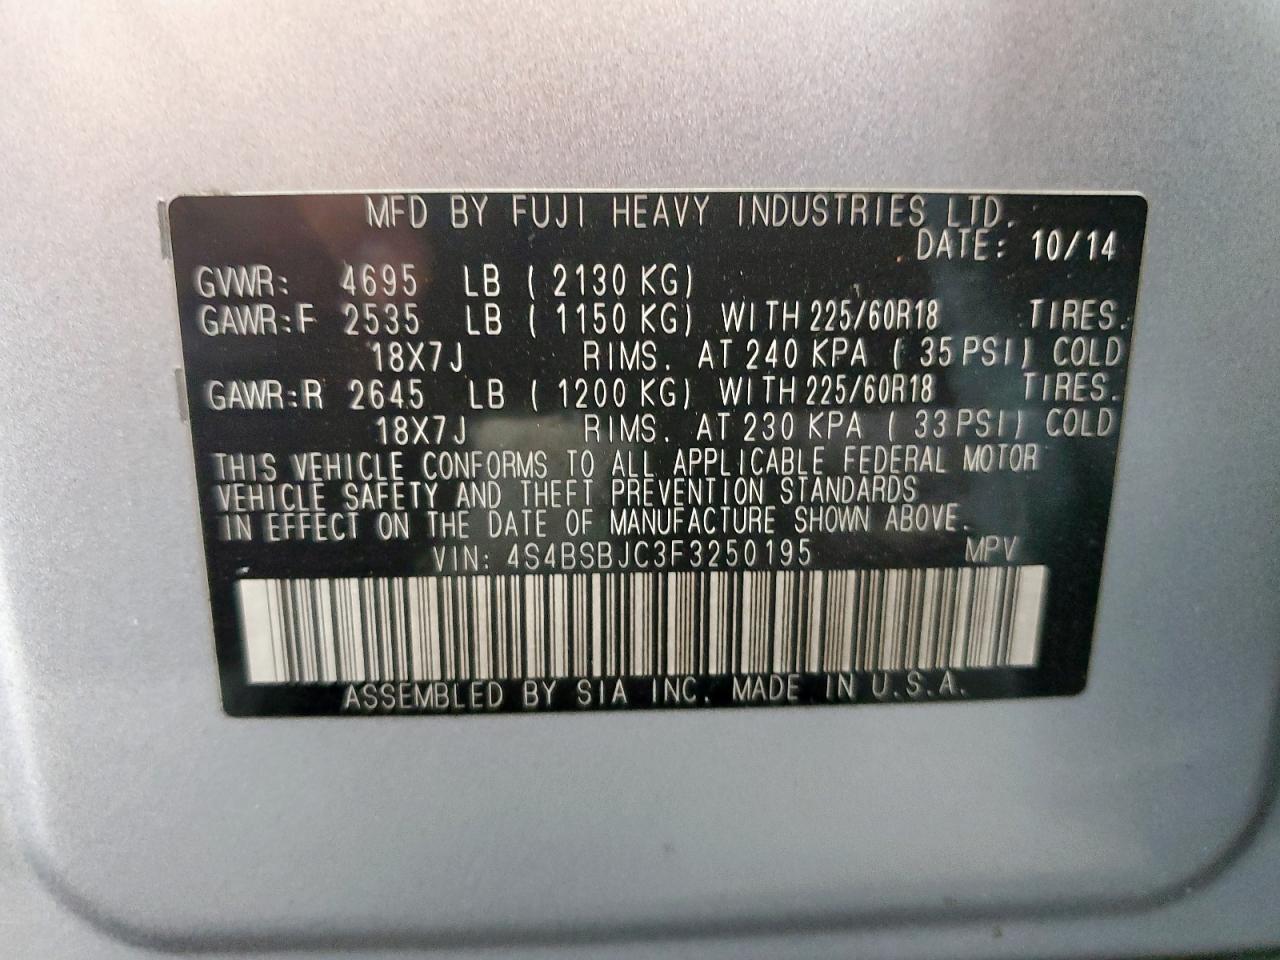 MFD BY FUJI HEAVY INDUSTRIES LTD.
DATE: 10/14
GVWR: 4695 LB ( 2130 KG)
GAWR:F 2535 LB ( 1150 KG) WITH 225/60R18 TIRES.
18X7J RIMS. AT 240 KPA ( 35 PSI) COLD
GAWR:R 2645 LB ( 1200 KG) WITH 225/60R18 TIRES.
18X7J RIMS. AT 230 KPA ( 33 PSI) COLD
THIS VEHICLE CONFORMS TO ALL APPLICABLE FEDERAL MOTOR
VEHICLE SAFETY AND THEFT PREVENTION STANDARDS
IN EFFECT ON THE DATE OF MANUFACTURE SHOWN ABOVE.
VIN: 4S4BSBJC3F3250195 MPV
ASSEMBLED BY SIA INC. MADE IN U.S.A.